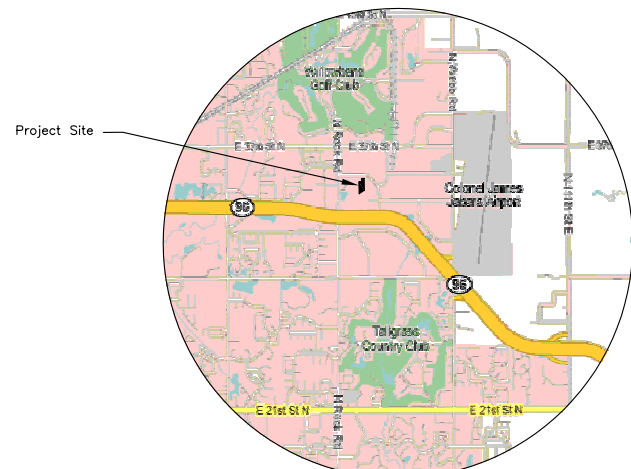 N Webb Rd
Willowbend
Golf Club
Project Site
N Rock Rd
E 37th St N
E 37th St N
Colonel James
Jabara Airport
N 111th St E
96
96
Tallgrass
Country Club
N Rock Rd
E 21st St N
E 21st St N